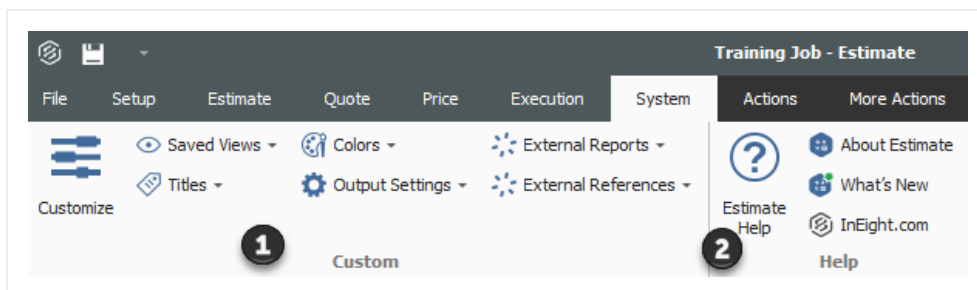 Training Job - Estimate
File Setup Estimate Quote Price Execution System Actions More Actions
Saved Views Colors External Reports About Estimate
Titles Output Settings External References What's New
Customize Estimate Help InEight.com
1 2
Custom Help